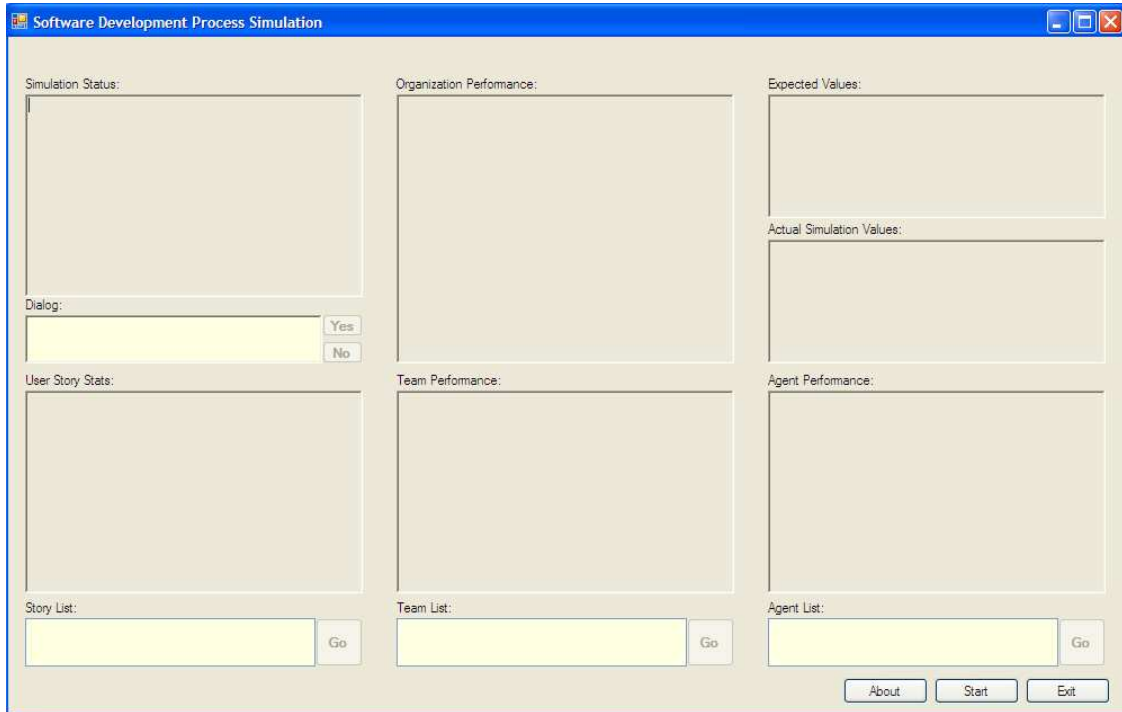 Software Development Process Simulation
Simulation Status:
Organization Performance:
Expected Values:
Actual Simulation Values:
Dialog:
Yes
No
User Story Stats:
Team Performance:
Agent Performance:
Story List:
Team List:
Agent List:
Go
Go
Go
About
Start
Exit